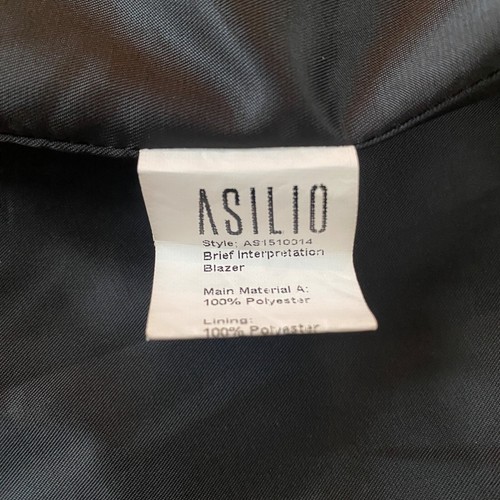 ASILIO
Style: AS1510014
Brief Interpretation
Blazer
Main Material A:
100% Polyester
Lining:
100% Polyester